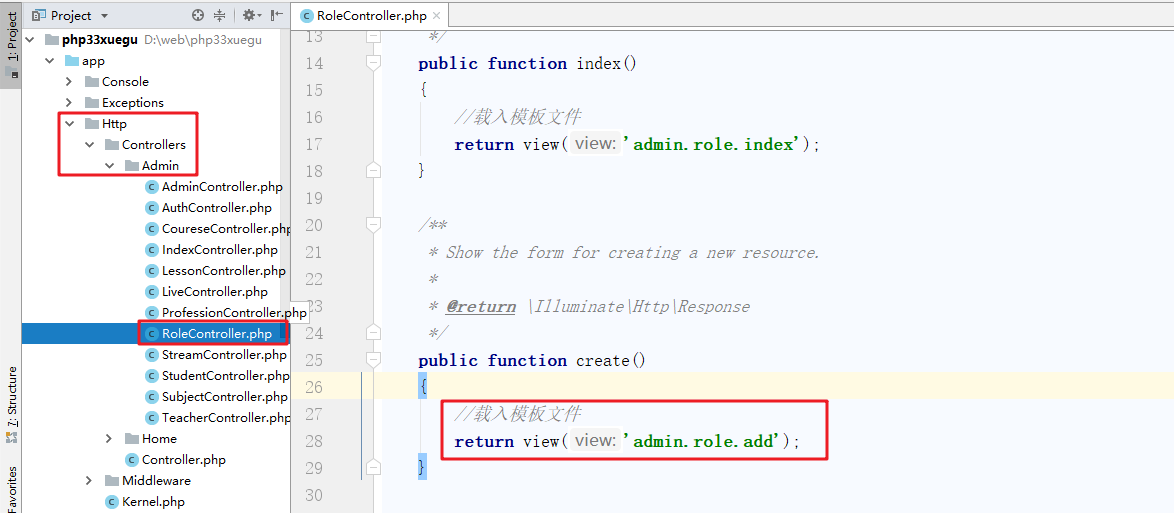 Project
RoleController.php
1: Project
php33xuegu D:\web\php33xuegu
app
Console
Exceptions
Http
Controllers
Admin
AdminController.php
AuthController.php
CoureseController.php
IndexController.php
LessonController.php
LiveController.php
ProfessionController.php
RoleController.php
StreamController.php
StudentController.php
SubjectController.php
TeacherController.php
Home
Controller.php
Middleware
Kernel.php
7: Structure
Favorites
13 */
14 public function index()
15 {
16 //载入模板文件
17 return view( view: 'admin.role.index');
18 }
19
20 /**
21 * Show the form for creating a new resource.
22 *
23 * @return \Illuminate\Http\Response
24 */
25 public function create()
26 {
27 //载入模板文件
28 return view( view: 'admin.role.add');
29 }
30